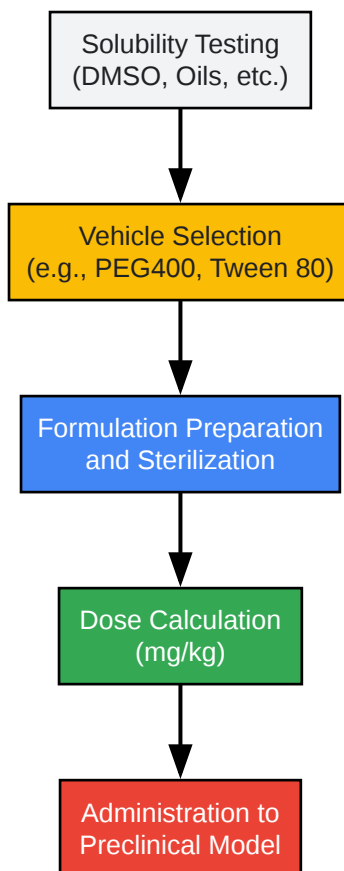 Solubility Testing
(DMSO, Oils, etc.)
Vehicle Selection
(e.g., PEG400, Tween 80)
Formulation Preparation
and Sterilization
Dose Calculation
(mg/kg)
Administration to
Preclinical Model